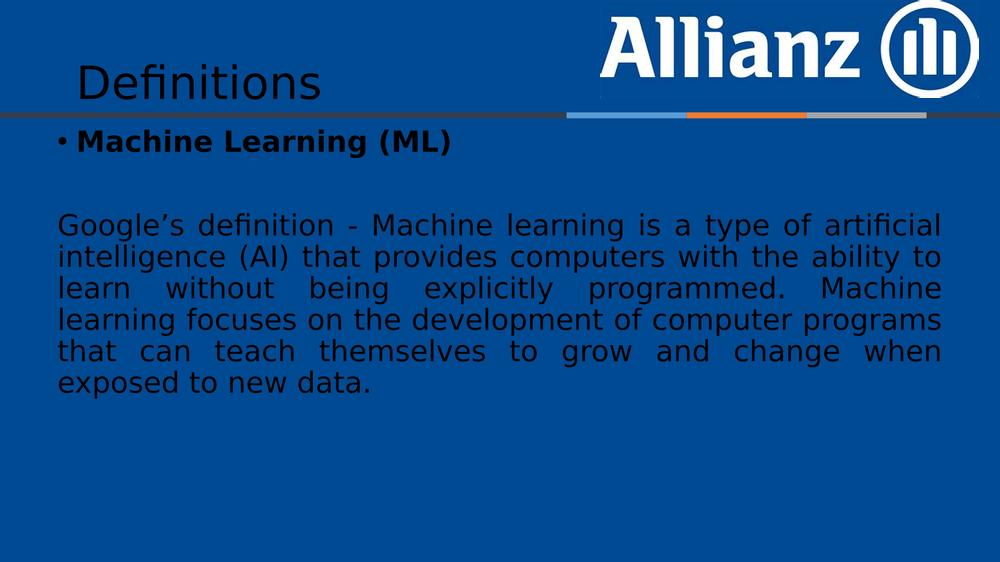 Allianz
Definitions
• Machine Learning (ML)
Google’s definition - Machine learning is a type of artificial
intelligence (AI) that provides computers with the ability to
learn without being explicitly programmed. Machine
learning focuses on the development of computer programs
that can teach themselves to grow and change when
exposed to new data.